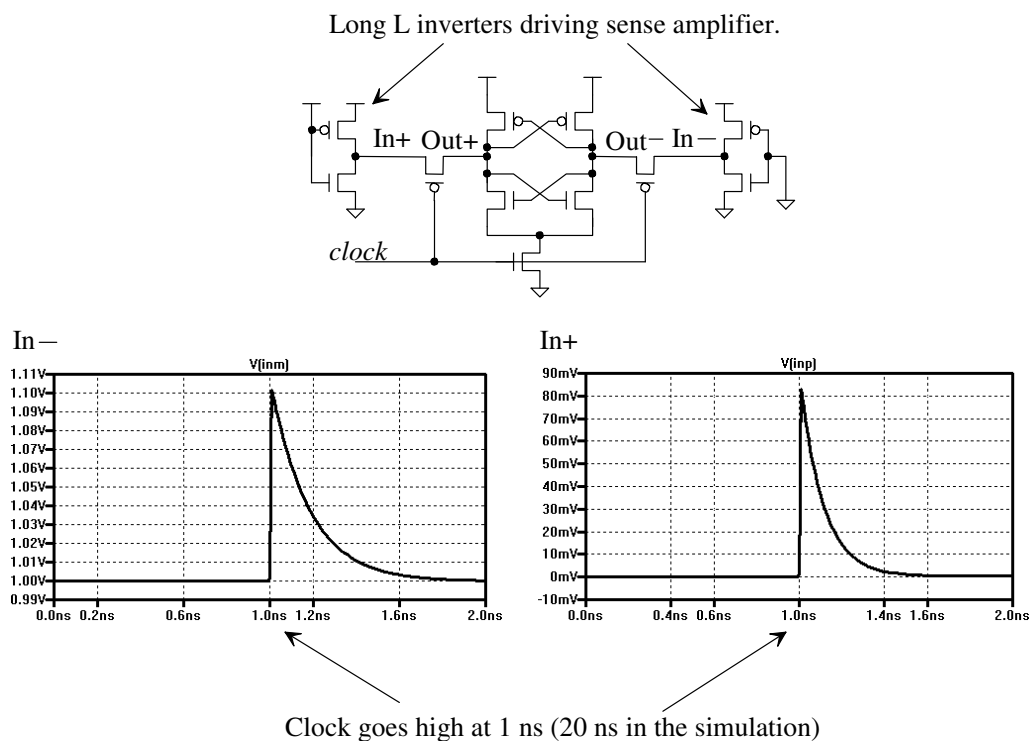 Long L inverters driving sense amplifier.
In+ Out+ Out− In−
clock
In−
V(inm)
1.11V
1.10V
1.09V
1.08V
1.07V
1.06V
1.05V
1.04V
1.03V
1.02V
1.01V
1.00V
0.99V
0.0ns 0.2ns 0.6ns 1.0ns 1.2ns 1.6ns 2.0ns
In+
V(inp)
90mV
80mV
70mV
60mV
50mV
40mV
30mV
20mV
10mV
0mV
-10mV
0.0ns 0.4ns 0.6ns 1.0ns 1.4ns 1.6ns 2.0ns
Clock goes high at 1 ns (20 ns in the simulation)